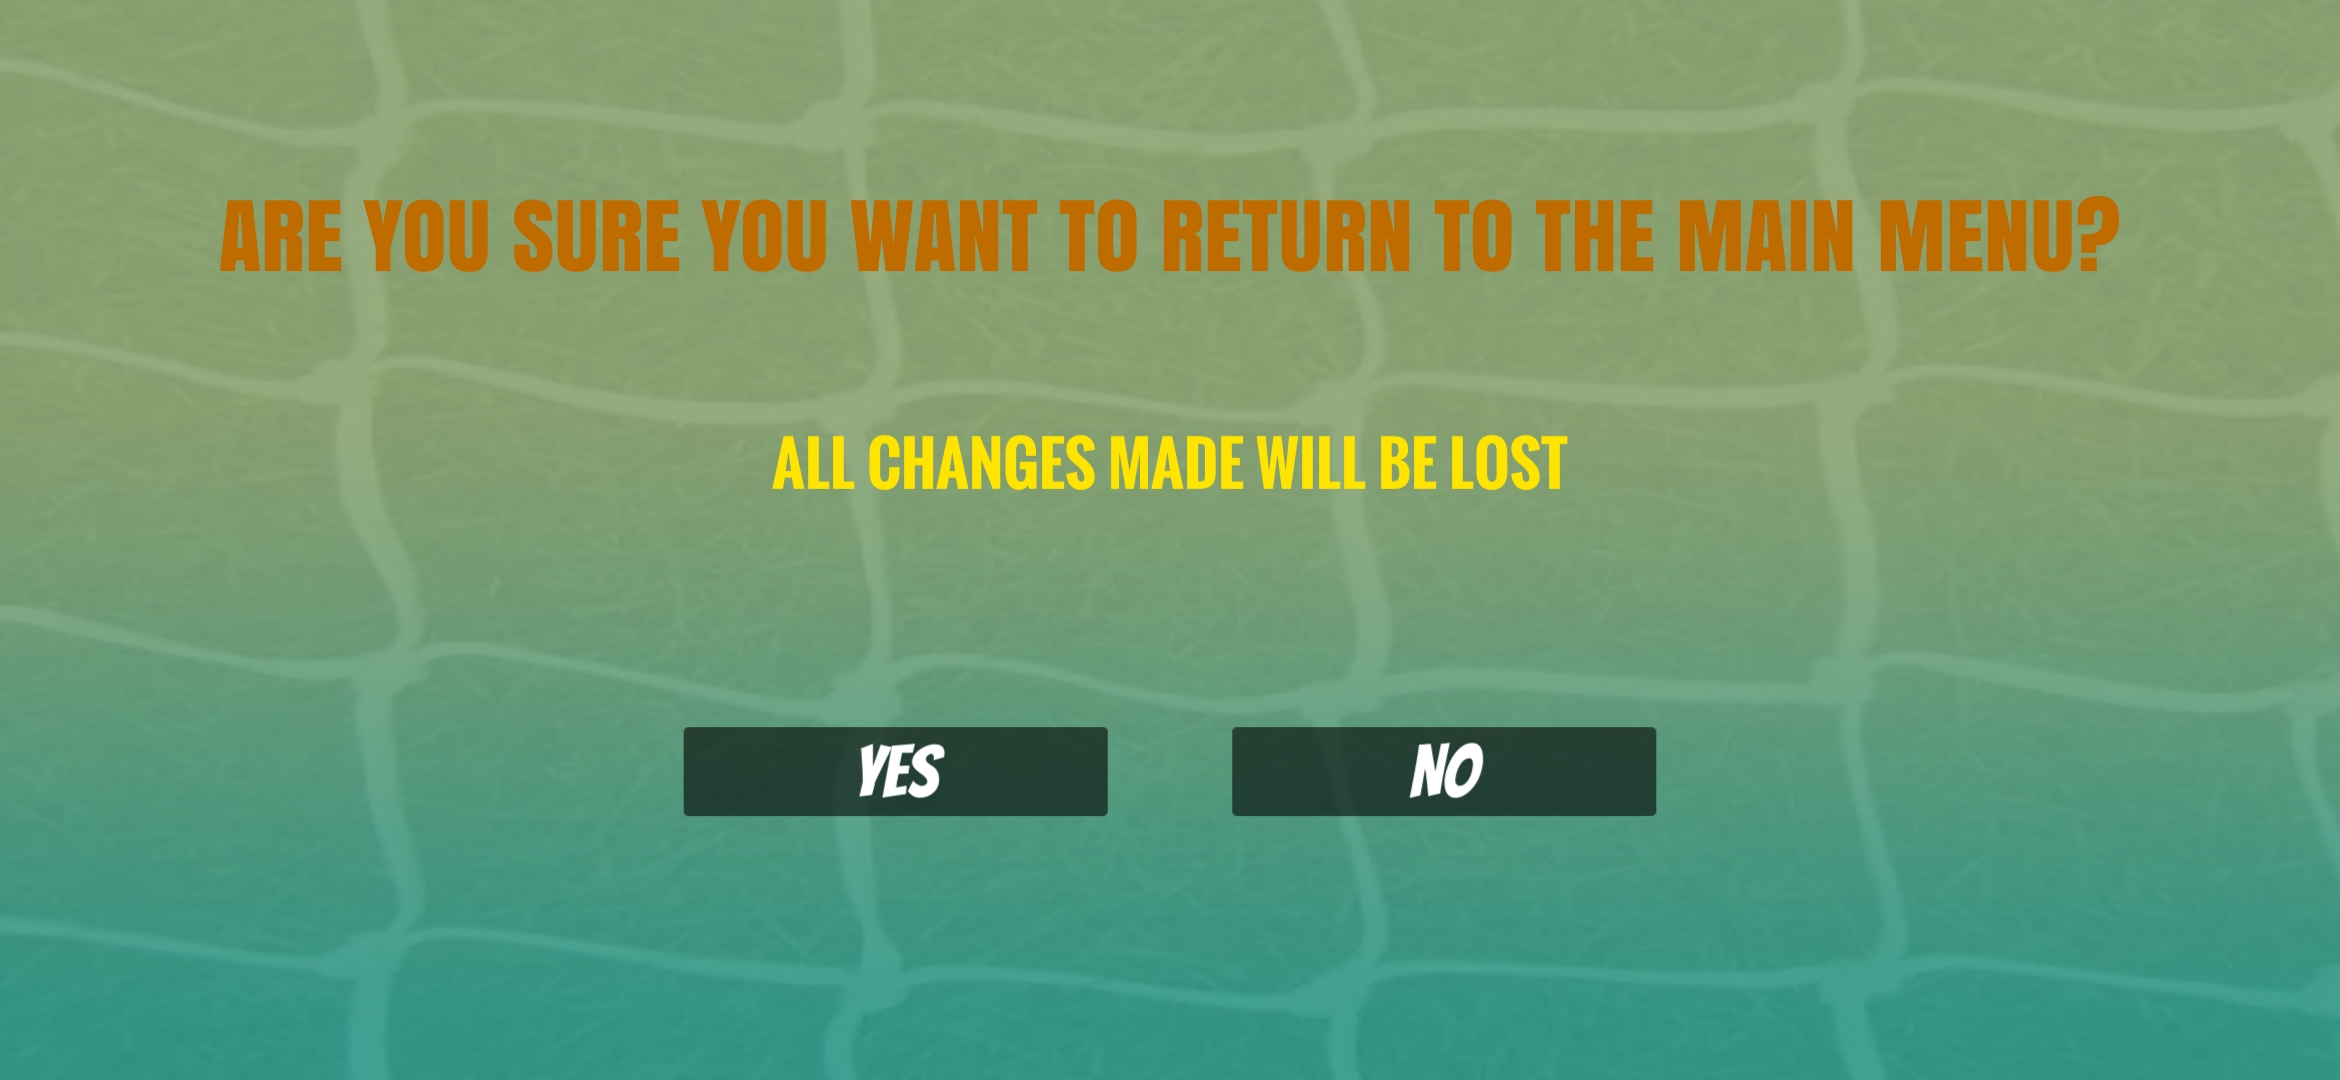 ARE YOU SURE YOU WANT TO RETURN TO THE MAIN MENU?
ALL CHANGES MADE WILL BE LOST
YES
NO